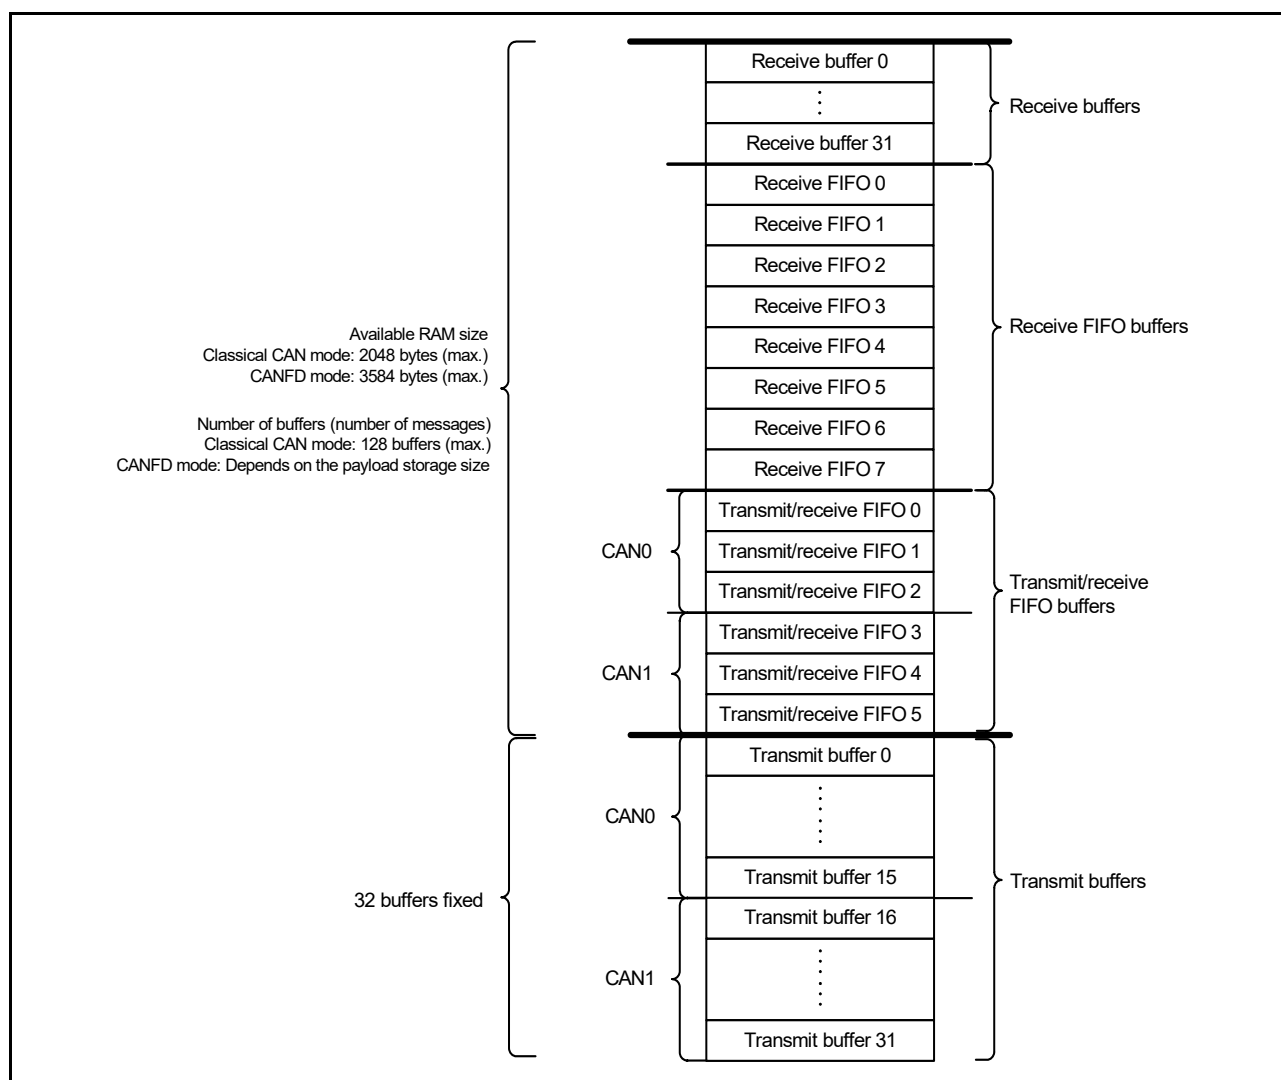 Receive buffer 0
Receive buffers
Receive buffer 31
Receive FIFO 0
Receive FIFO 1
Receive FIFO 2
Receive FIFO 3
Receive FIFO buffers
Available RAM size
Classical CAN mode: 2048 bytes (max.)
CANFD mode: 3584 bytes (max.)
Receive FIFO 4
Receive FIFO 5
Number of buffers (number of messages)
Classical CAN mode: 128 buffers (max.)
CANFD mode: Depends on the payload storage size
Receive FIFO 6
Receive FIFO 7
Transmit/receive FIFO 0
CAN0
Transmit/receive FIFO 1
Transmit/receive FIFO 2
Transmit/receive
FIFO buffers
Transmit/receive FIFO 3
CAN1
Transmit/receive FIFO 4
Transmit/receive FIFO 5
Transmit buffer 0
CAN0
Transmit buffer 15
Transmit buffers
32 buffers fixed
Transmit buffer 16
CAN1
Transmit buffer 31